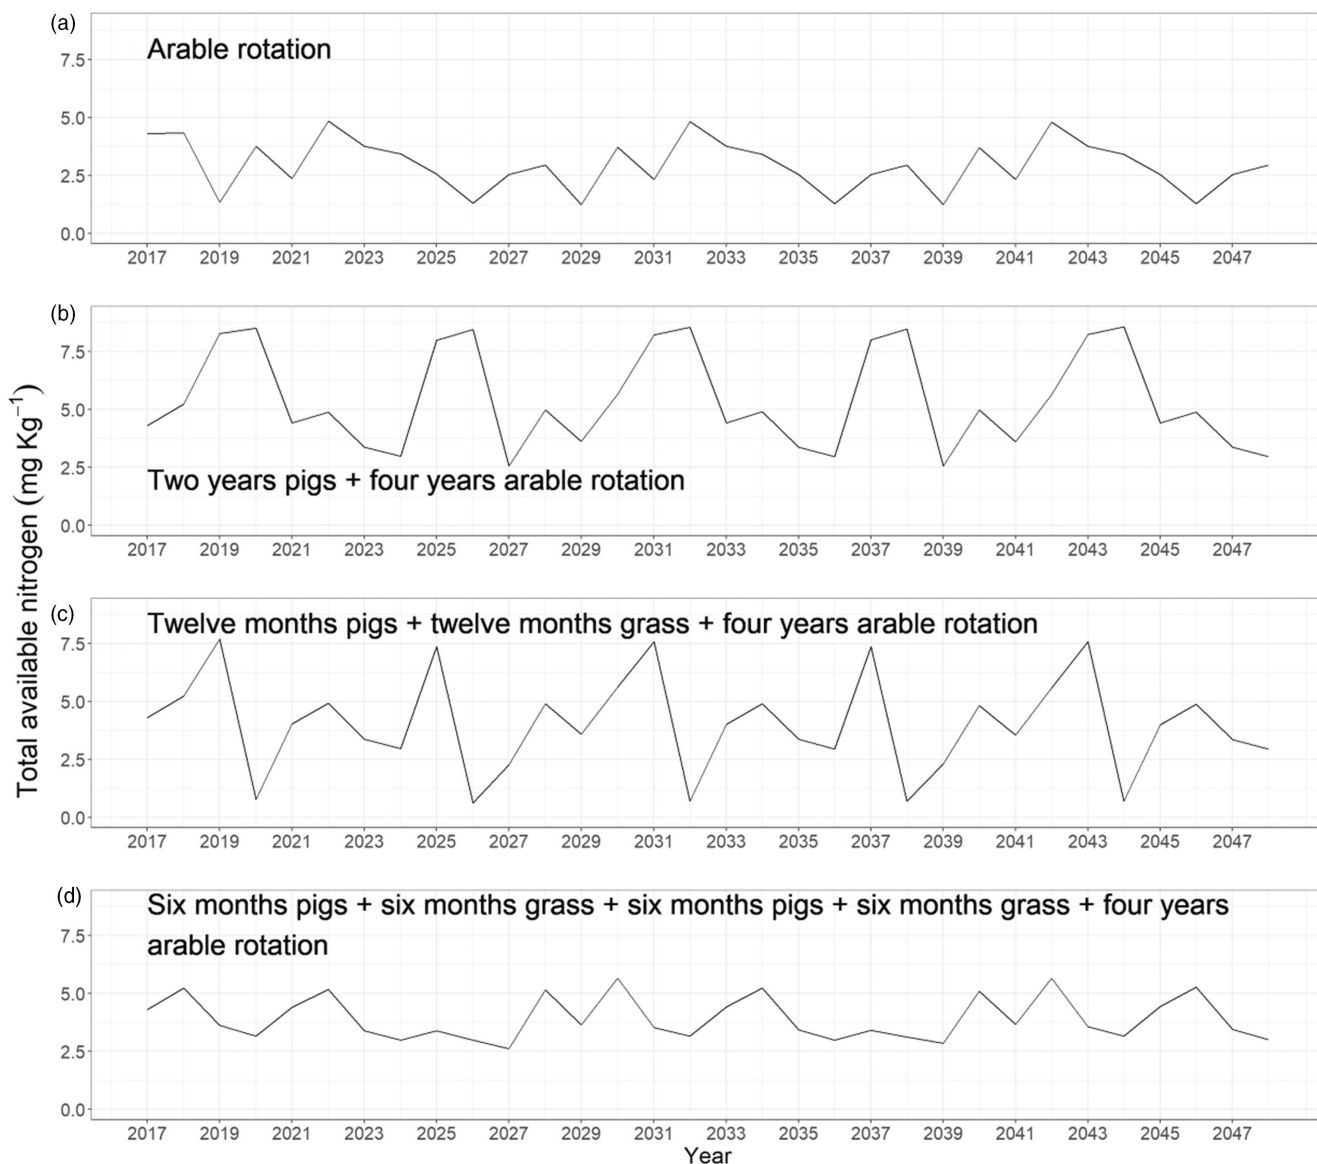 (a)
Arable rotation
7.5
5.0
2.5
0.0
2017 2019 2021 2023 2025 2027 2029 2031 2033 2035 2037 2039 2041 2043 2045 2047
(b)
7.5
5.0
2.5
0.0
Two years pigs + four years arable rotation
2017 2019 2021 2023 2025 2027 2029 2031 2033 2035 2037 2039 2041 2043 2045 2047
Total available nitrogen (mg Kg⁻¹)
(c)
Twelve months pigs + twelve months grass + four years arable rotation
7.5
5.0
2.5
0.0
2017 2019 2021 2023 2025 2027 2029 2031 2033 2035 2037 2039 2041 2043 2045 2047
(d)
Six months pigs + six months grass + six months pigs + six months grass + four years
arable rotation
7.5
5.0
2.5
0.0
2017 2019 2021 2023 2025 2027 2029 2031 2033 2035 2037 2039 2041 2043 2045 2047
Year